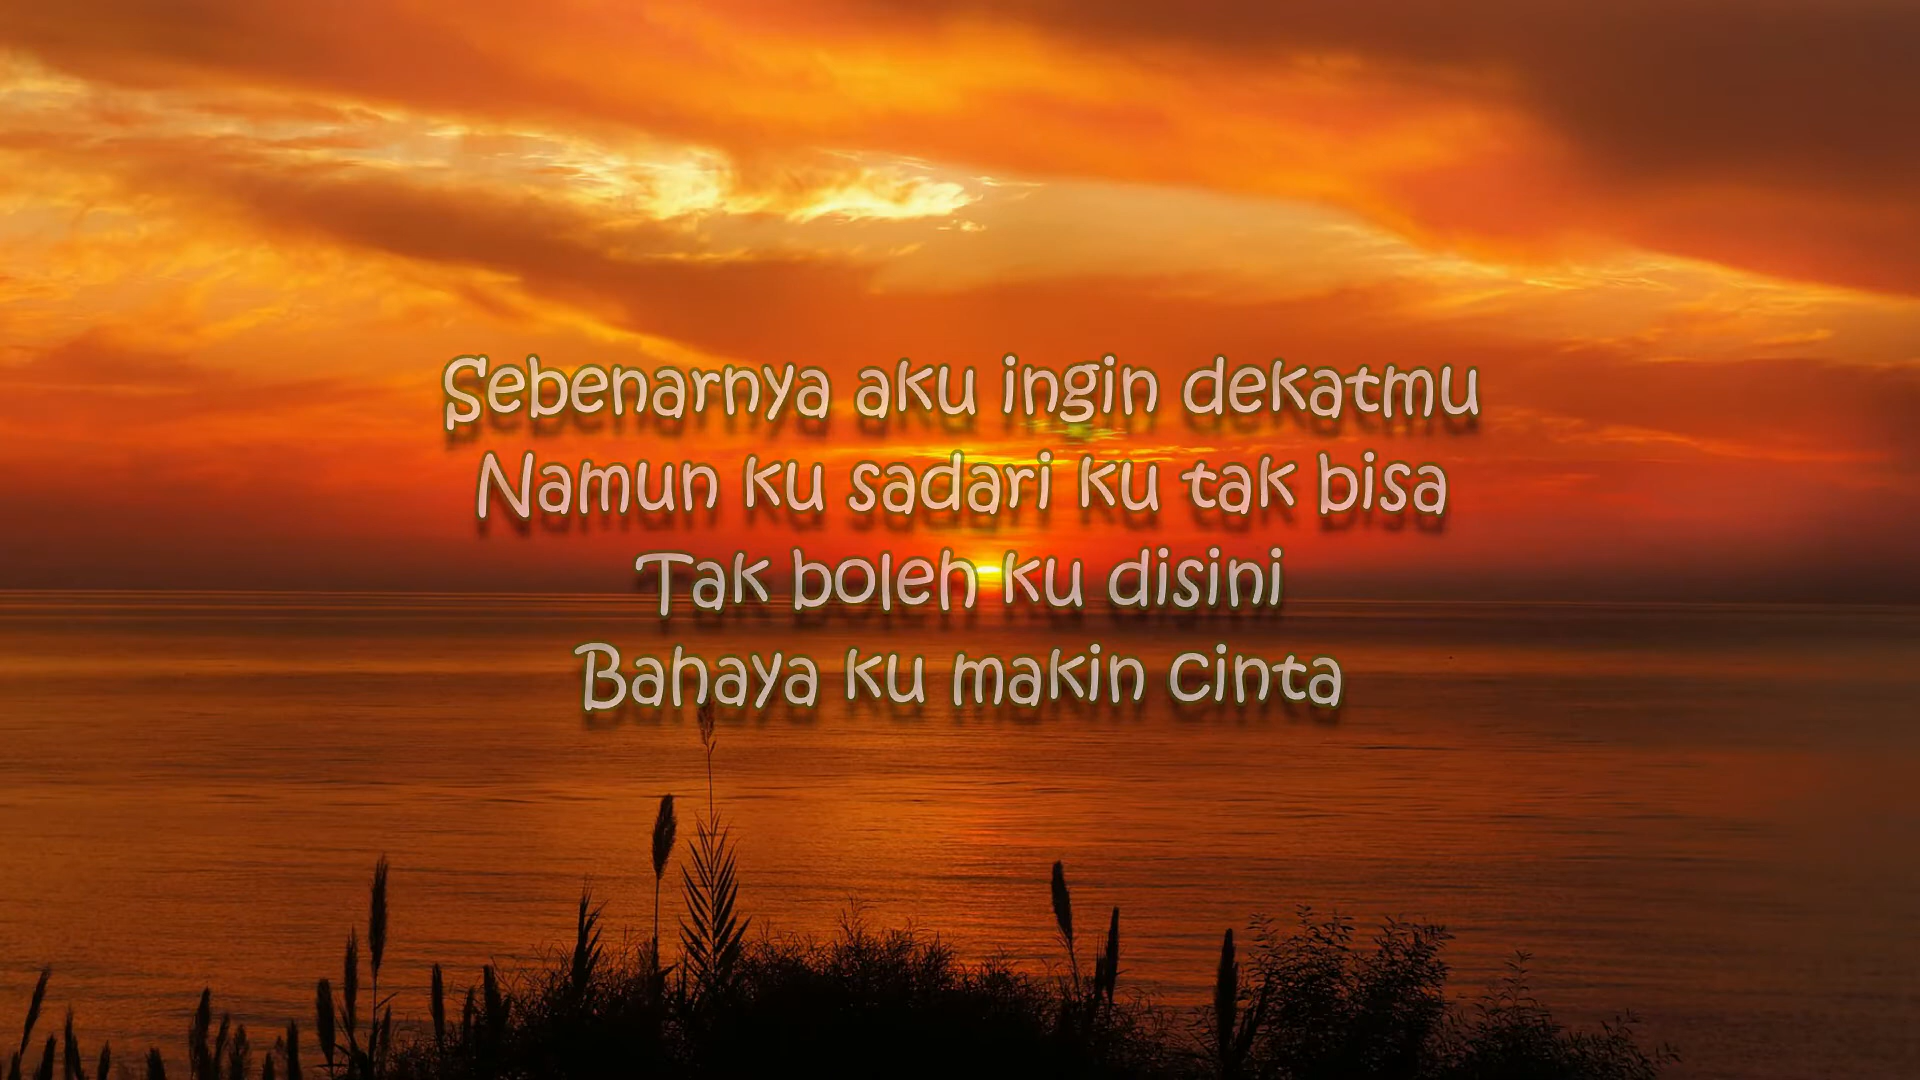 Sebenarnya aku ingin dekatmu
Namun ku sadari ku tak bisa
Tak boleh ku disini
Bahaya ku makin cinta